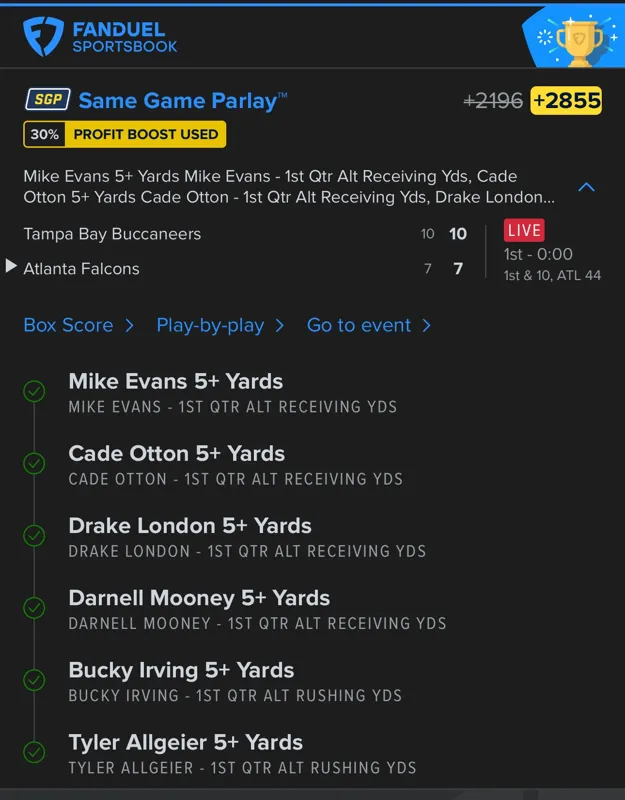 FANDUEL
SPORTSBOOK
SGP Same Game Parlay™ +2196 +2855
30% PROFIT BOOST USED
Mike Evans 5+ Yards Mike Evans - 1st Qtr Alt Receiving Yds, Cade
Otton 5+ Yards Cade Otton - 1st Qtr Alt Receiving Yds, Drake London...
Tampa Bay Buccaneers 10 10
LIVE
1st - 0:00
Atlanta Falcons 7 7
1st & 10, ATL 44
Box Score Play-by-play Go to event
Mike Evans 5+ Yards
MIKE EVANS - 1ST QTR ALT RECEIVING YDS
Cade Otton 5+ Yards
CADE OTTON - 1ST QTR ALT RECEIVING YDS
Drake London 5+ Yards
DRAKE LONDON - 1ST QTR ALT RECEIVING YDS
Darnell Mooney 5+ Yards
DARNELL MOONEY - 1ST QTR ALT RECEIVING YDS
Bucky Irving 5+ Yards
BUCKY IRVING - 1ST QTR ALT RUSHING YDS
Tyler Allgeier 5+ Yards
TYLER ALLGEIER - 1ST QTR ALT RUSHING YDS